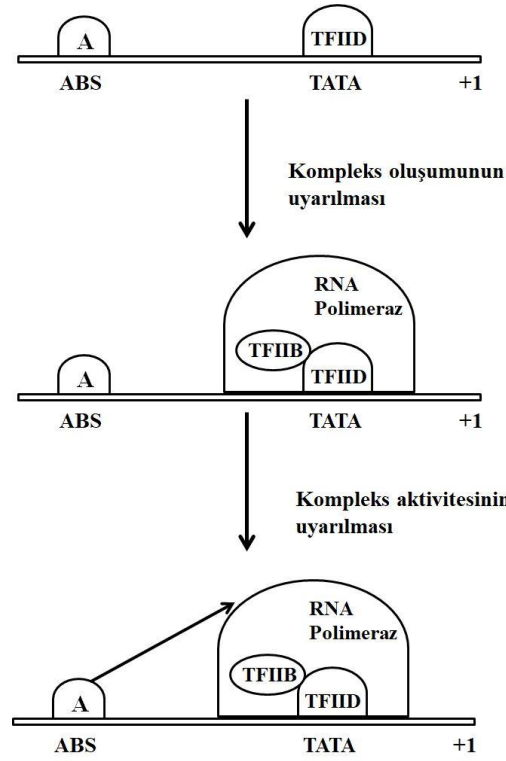 A TFIID
ABS TATA +1
Kompleks oluşumunun
uyarılması
RNA
Polimeraz
TFIIB
A TFIID
ABS TATA +1
Kompleks aktivitesinin
uyarılması
RNA
Polimeraz
TFIIB
A TFIID
ABS TATA +1